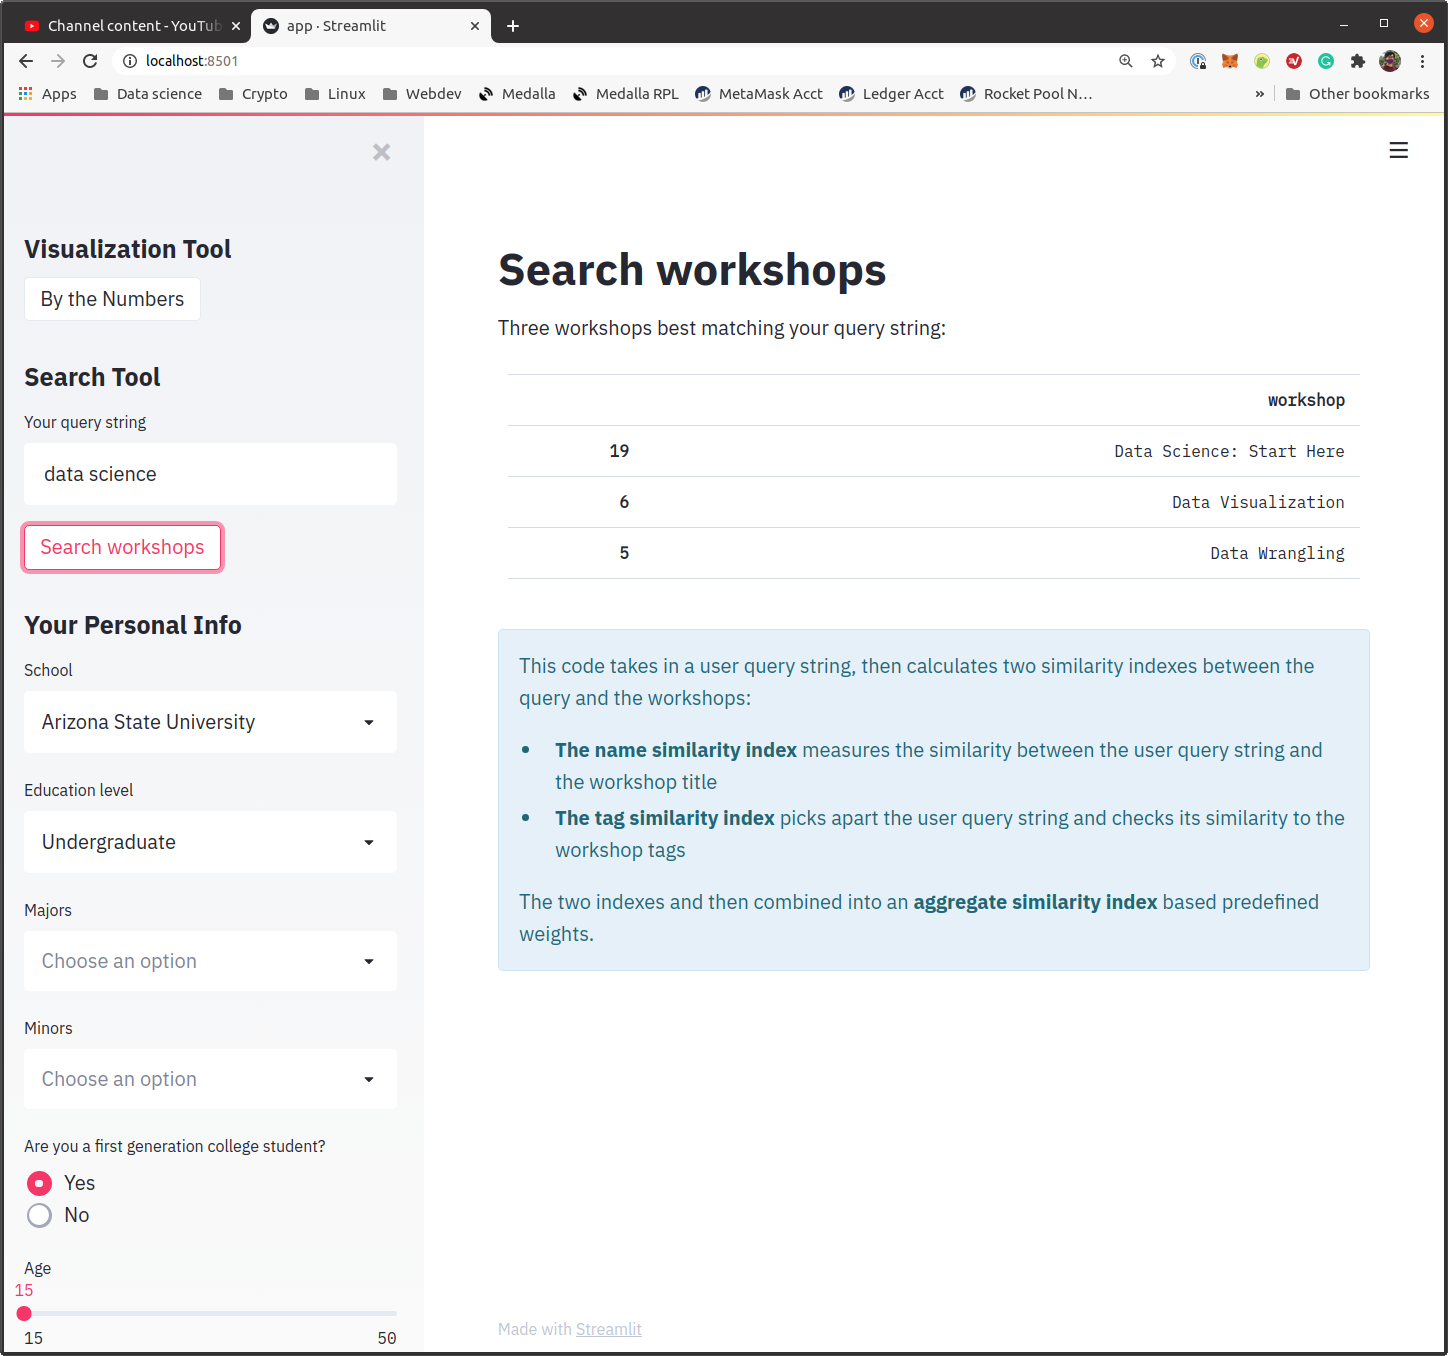 Channel content - YouTub
app · Streamlit
localhost:8501
Apps
Data science
Crypto
Linux
Webdev
Medalla
Medalla RPL
MetaMask Acct
Ledger Acct
Rocket Pool N...
»
Other bookmarks
Visualization Tool
By the Numbers
Search Tool
Your query string
data science
Search workshops
Your Personal Info
School
Arizona State University
Education level
Undergraduate
Majors
Choose an option
Minors
Choose an option
Are you a first generation college student?
Yes
No
Age
15
15 50
Search workshops
Three workshops best matching your query string:
workshop
19 Data Science: Start Here
6 Data Visualization
5 Data Wrangling
This code takes in a user query string, then calculates two similarity indexes between the
query and the workshops:
• The name similarity index measures the similarity between the user query string and
the workshop title
• The tag similarity index picks apart the user query string and checks its similarity to the
workshop tags
The two indexes and then combined into an aggregate similarity index based predefined
weights.
Made with Streamlit